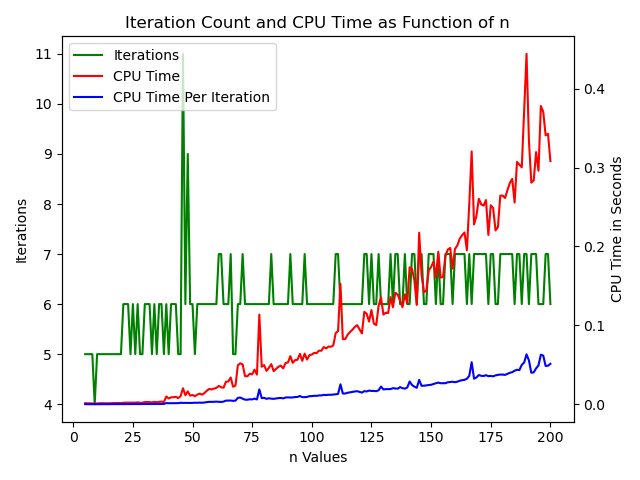 Iteration Count and CPU Time as Function of n
Iterations
CPU Time
CPU Time Per Iteration
11
10
9
8
7
6
5
4
Iterations
0.4
0.3
0.2
0.1
0.0
CPU Time in Seconds
0 25 50 75 100 125 150 175 200
n Values